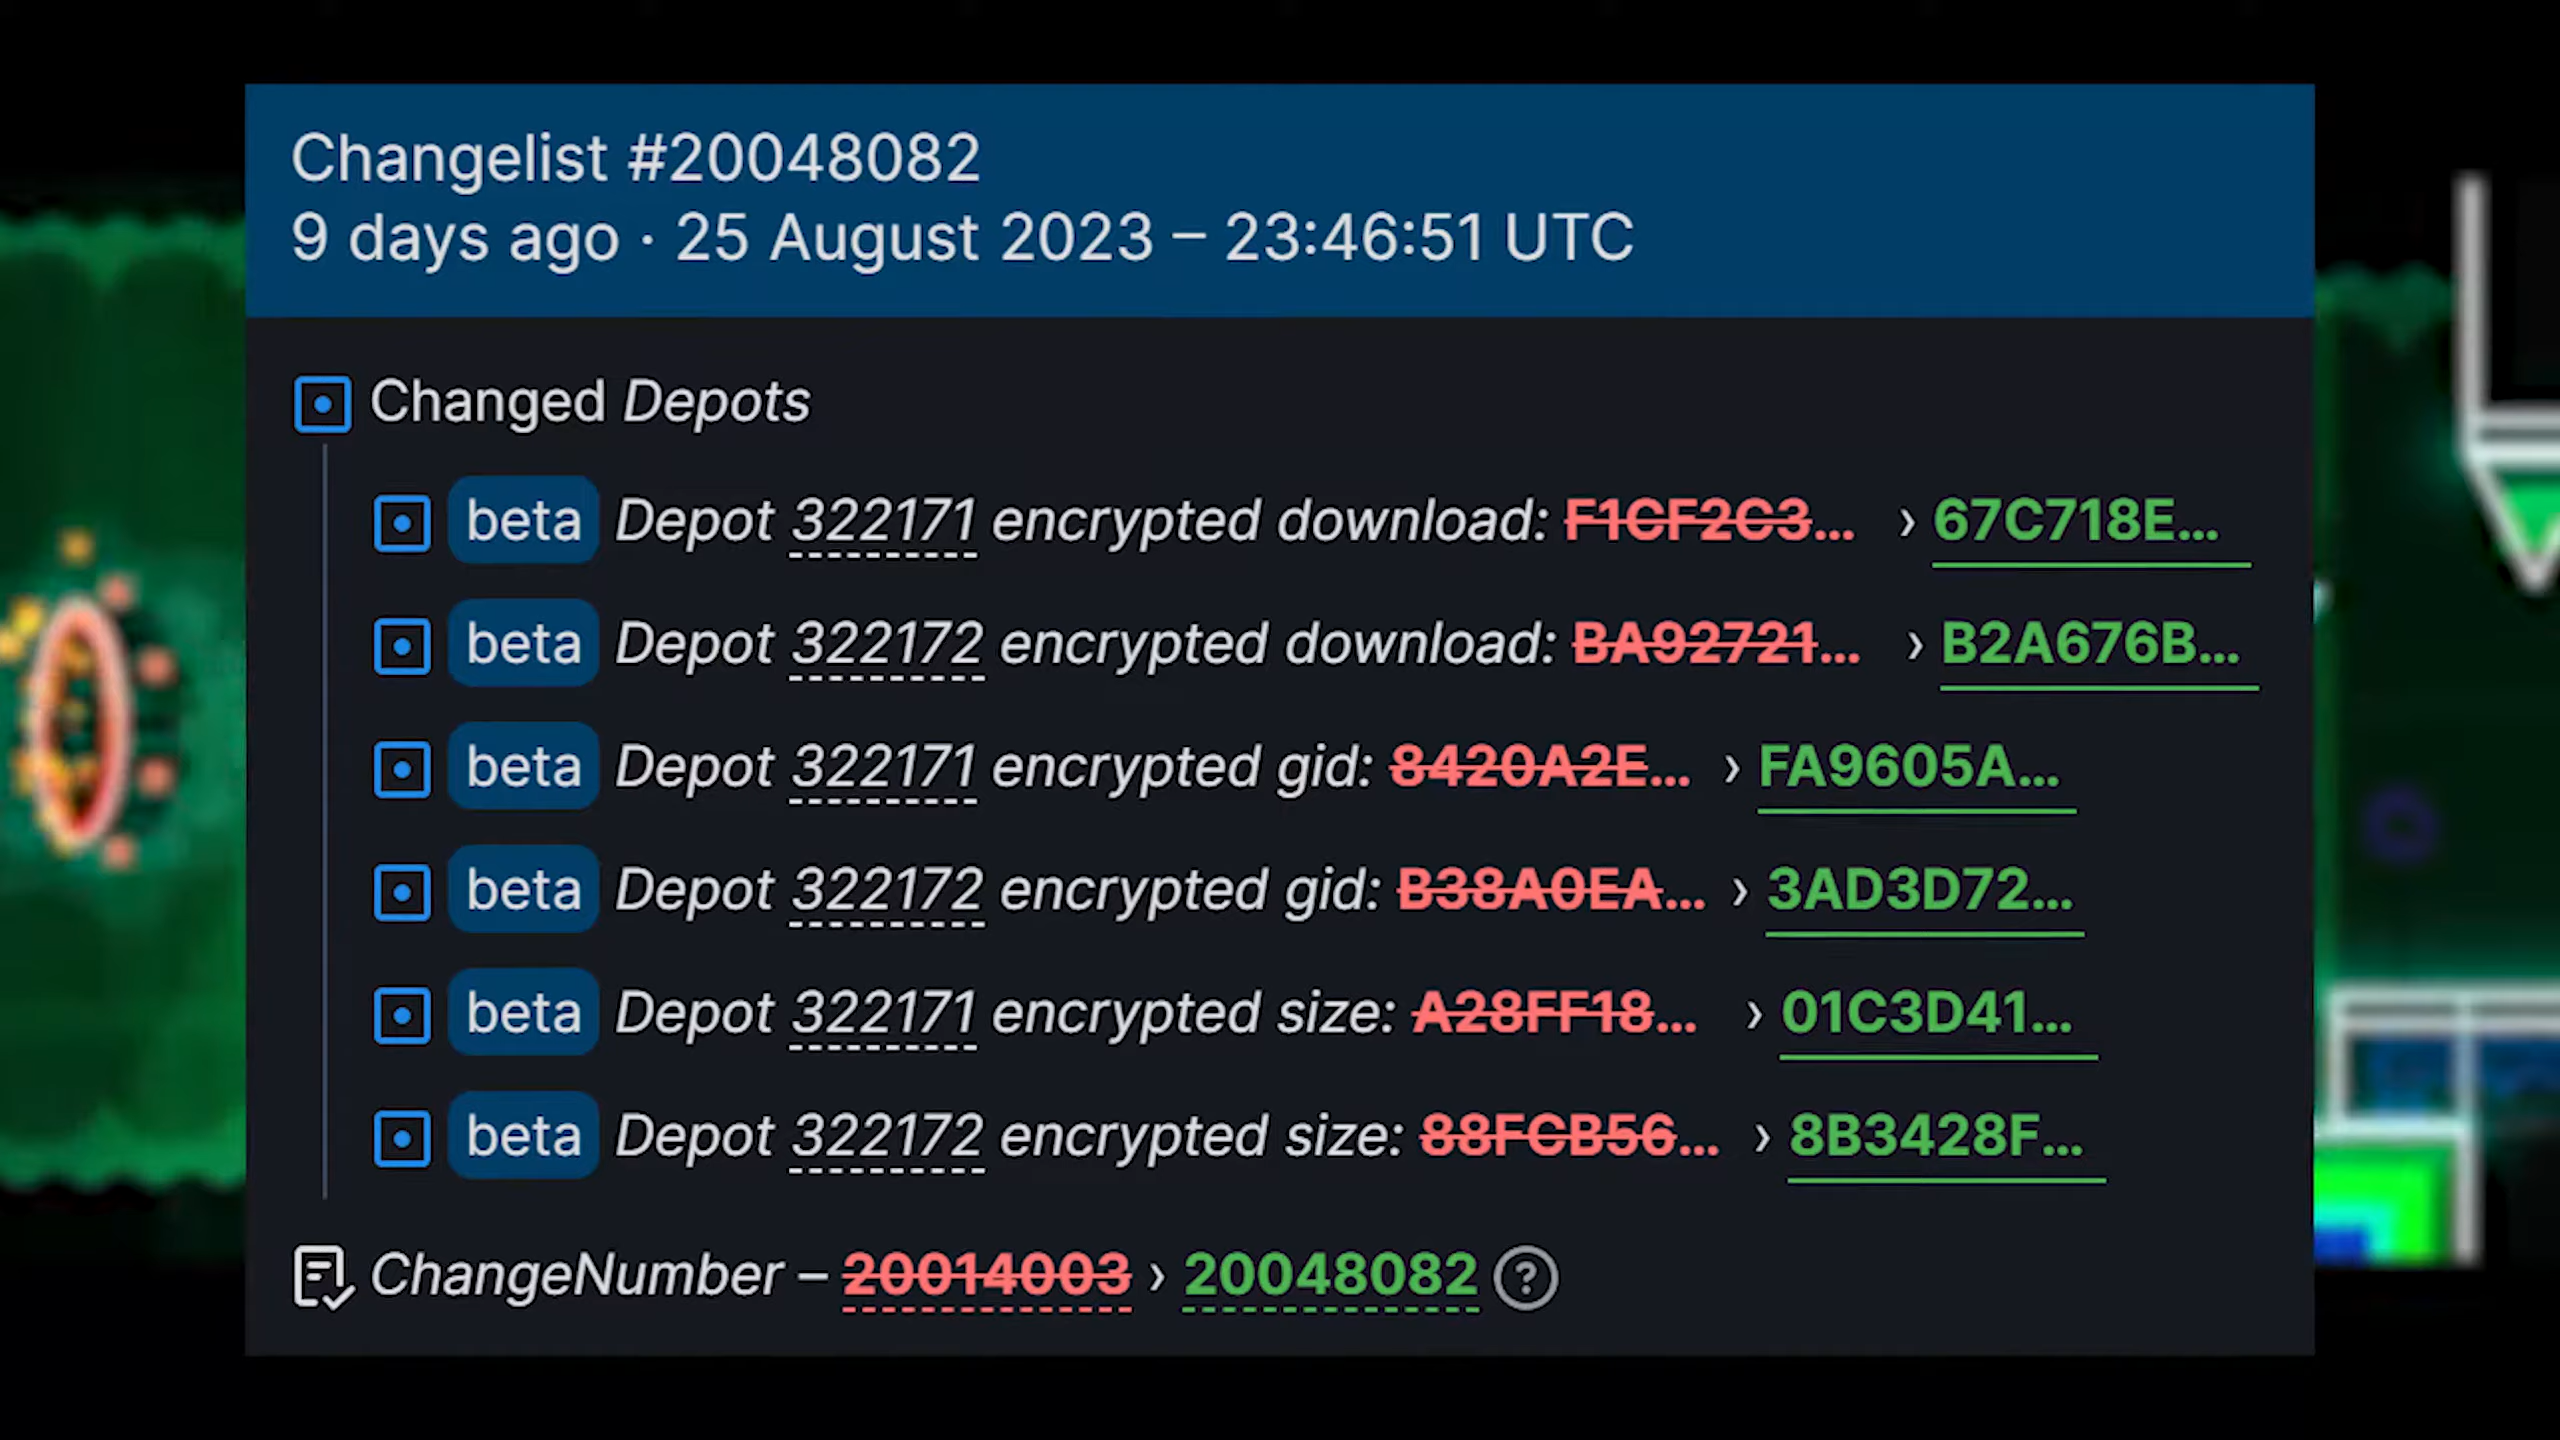 Changelist #20048082
9 days ago · 25 August 2023 – 23:46:51 UTC
Changed Depots
beta Depot 322171 encrypted download: F1CF2C3... › 67C718E...
beta Depot 322172 encrypted download: BA92721... › B2A676B...
beta Depot 322171 encrypted gid: 8420A2E... › FA9605A...
beta Depot 322172 encrypted gid: B38A0EA... › 3AD3D72...
beta Depot 322171 encrypted size: A28FF18... › 01C3D41...
beta Depot 322172 encrypted size: 88FCB56... › 8B3428F...
ChangeNumber – 20014003 › 20048082 ?